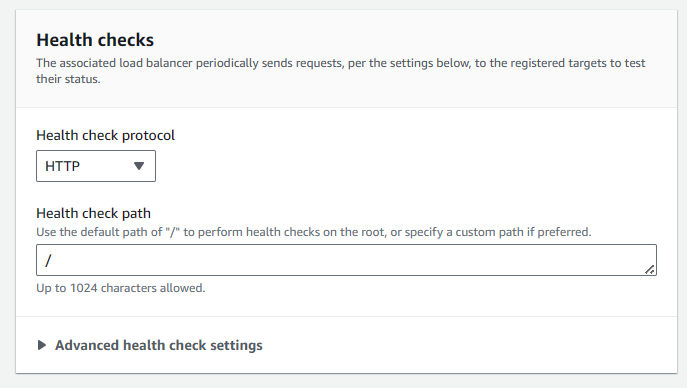 Health checks
The associated load balancer periodically sends requests, per the settings below, to the registered targets to test
their status.
Health check protocol
HTTP
Health check path
Use the default path of "/" to perform health checks on the root, or specify a custom path if preferred.
/
Up to 1024 characters allowed.
Advanced health check settings